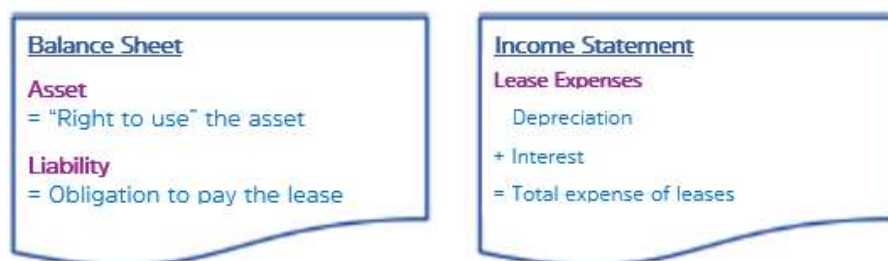 Balance Sheet
Asset
= “Right to use” the asset
Liability
= Obligation to pay the lease
Income Statement
Lease Expenses
Depreciation
+ Interest
= Total expense of leases